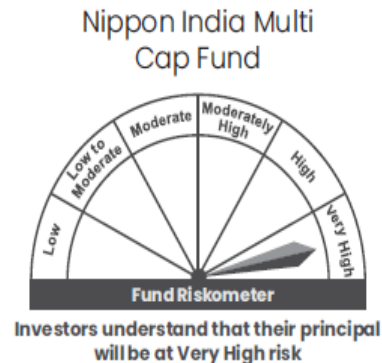 Nippon India Multi
Cap Fund
Low
Low to
Moderate
Moderate
Moderately
High
High
Very High
Fund Riskometer
Investors understand that their principal
will be at Very High risk